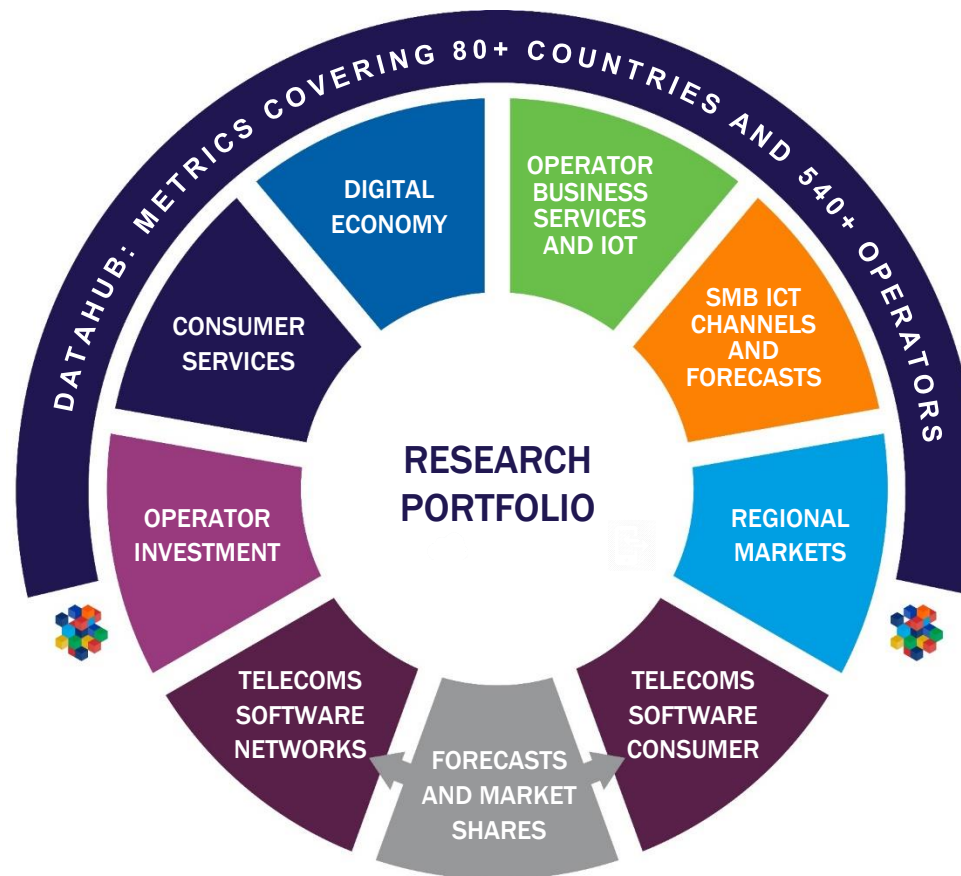 DATAHUB: METRICS COVERING 80+ COUNTRIES AND 540+ OPERATORS
DIGITAL
ECONOMY
OPERATOR
BUSINESS
SERVICES
AND IOT
SMB ICT
CHANNELS
AND
FORECASTS
CONSUMER
SERVICES
RESEARCH
PORTFOLIO
OPERATOR
INVESTMENT
REGIONAL
MARKETS
TELECOMS
SOFTWARE
NETWORKS
FORECASTS
AND MARKET
SHARES
TELECOMS
SOFTWARE
CONSUMER